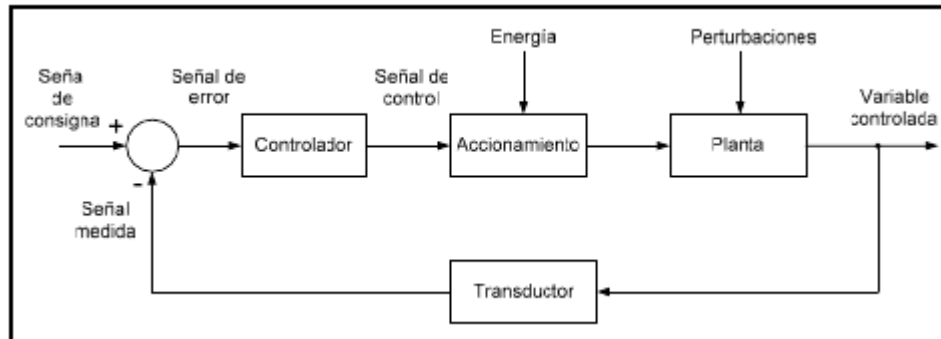 Energía
Perturbaciones
Seña
de
consigna
Señal de
error
Señal de
control
Variable
controlada
+
Controlador
Accionamiento
Planta
-
Señal
medida
Transductor